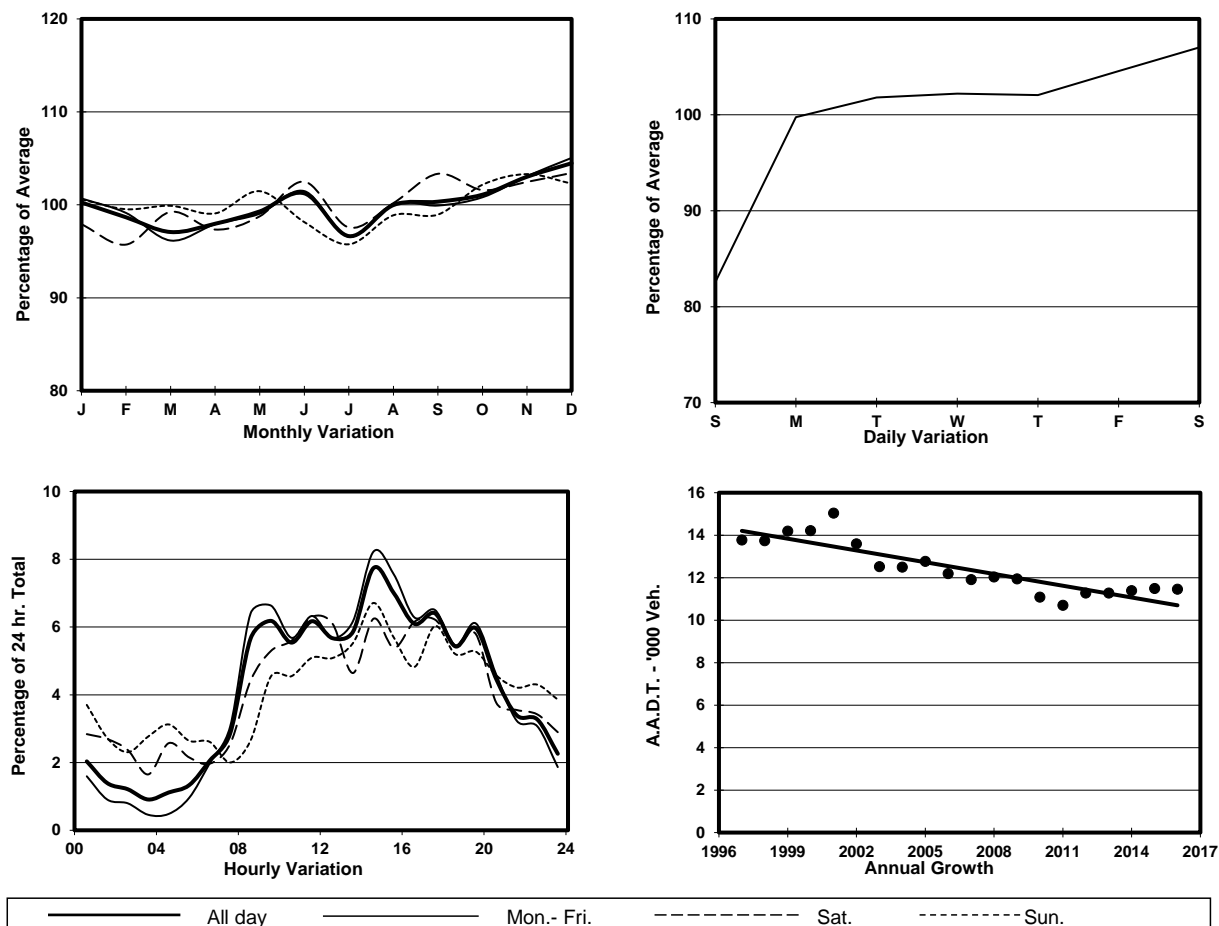 120
110
100
90
80
Percentage of Average
J F M A M J J A S O N D
Monthly Variation
110
100
90
80
70
Percentage of Average
S M T W T F S
Daily Variation
10
8
6
4
2
0
Percentage of 24 hr. Total
00 04 08 12 16 20 24
Hourly Variation
16
14
12
10
8
6
4
2
0
A.A.D.T. - '000 Veh.
1996 1999 2002 2005 2008 2011 2014 2017
Annual Growth
All day Mon.- Fri. Sat. Sun.